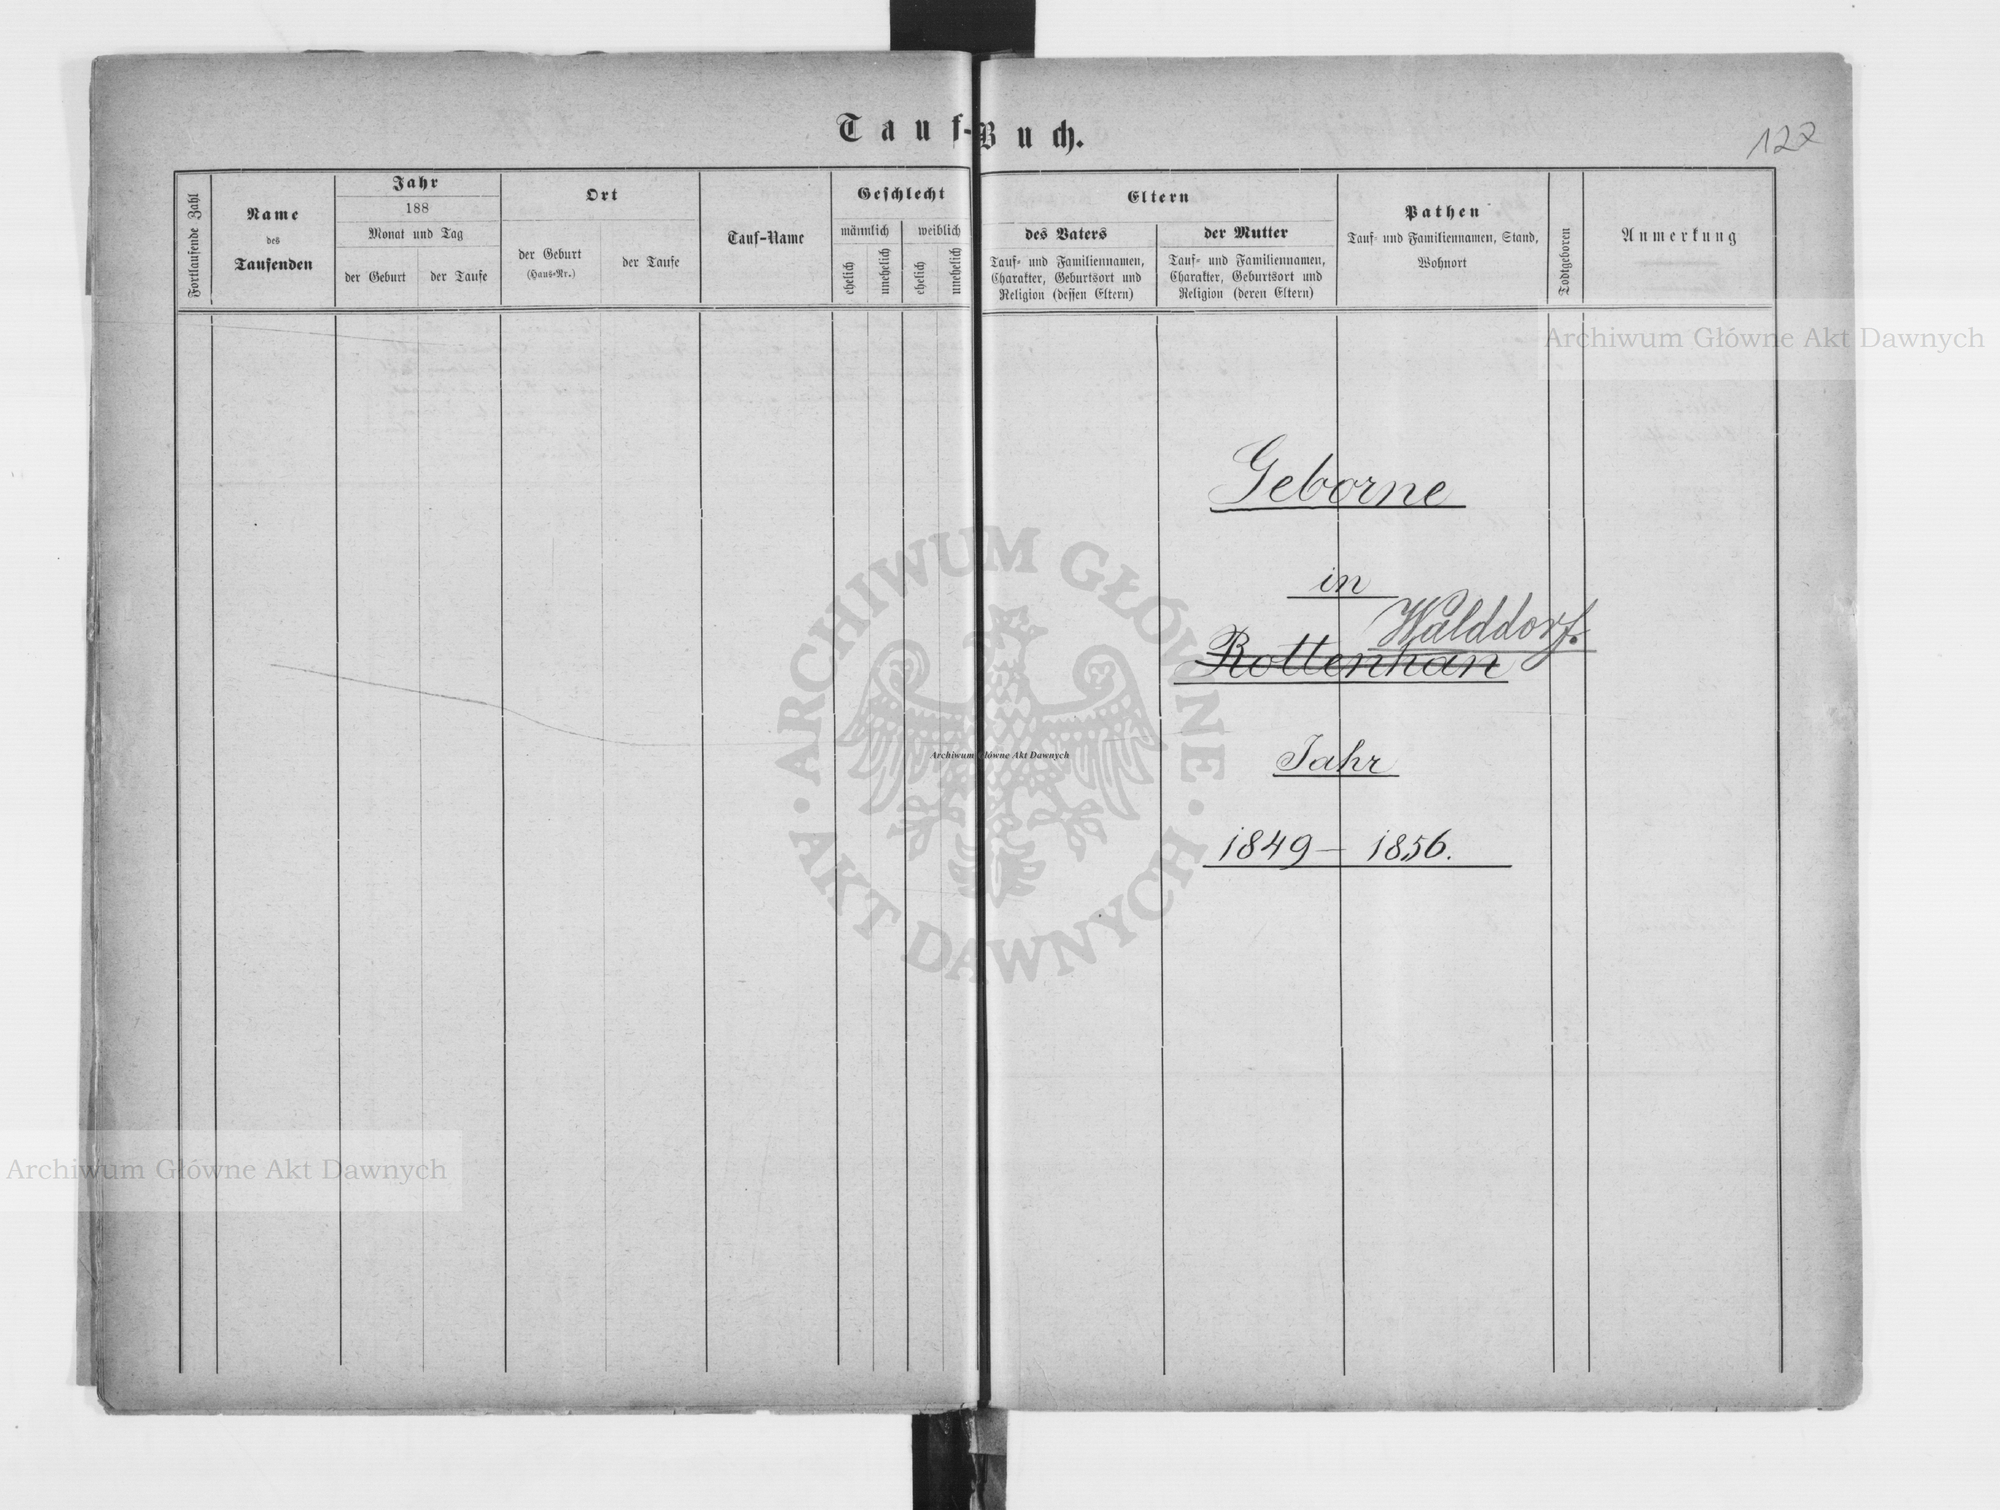 Tauf-Buch.
127
Fortlaufende Zahl
Name
des
Taufenden
Jahr
188
Monat und Tag
der Geburt
der Taufe
Ort
der Geburt
(Haus-Nr.)
der Taufe
Tauf-Name
Geschlecht
männlich
weiblich
ehelich
unehelich
ehelich
unehelich
Eltern
des Vaters
Tauf- und Familiennamen,
Charakter, Geburtsort und
Religion (dessen Eltern)
der Mutter
Tauf- und Familiennamen,
Charakter, Geburtsort und
Religion (deren Eltern)
Pathen
Tauf- und Familiennamen, Stand,
Wohnort
Todtgeboren
Anmerkung
Archiwum Główne Akt Dawnych
Geborne
in
Walddorf.
Rottenhan
Jahr
1849 — 1856.
ARCHIWUM GŁÓWNE · AKT DAWNYCH ·
Archiwum Główne Akt Dawnych
Archiwum Główne Akt Dawnych